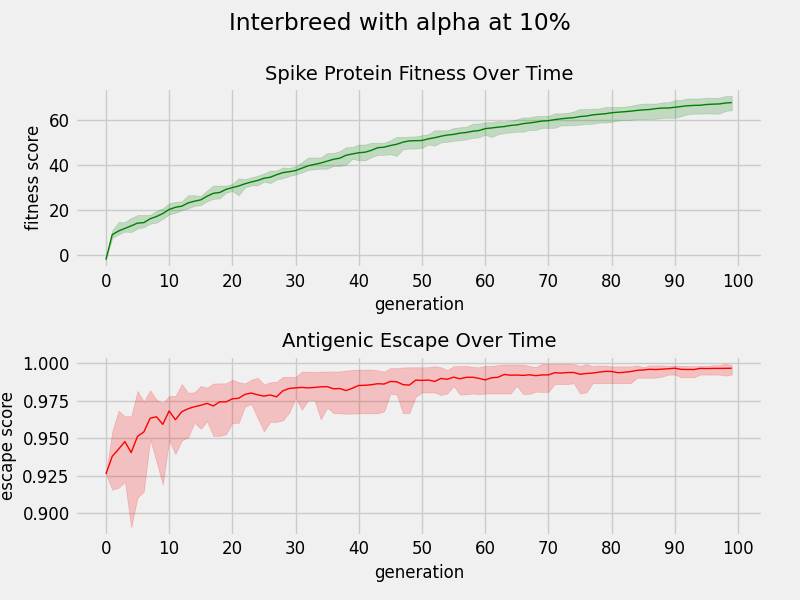 Interbreed with alpha at 10%
Spike Protein Fitness Over Time
60
40
20
0
fitness score
0 10 20 30 40 50 60 70 80 90 100
generation
Antigenic Escape Over Time
1.000
0.975
0.950
0.925
0.900
escape score
0 10 20 30 40 50 60 70 80 90 100
generation